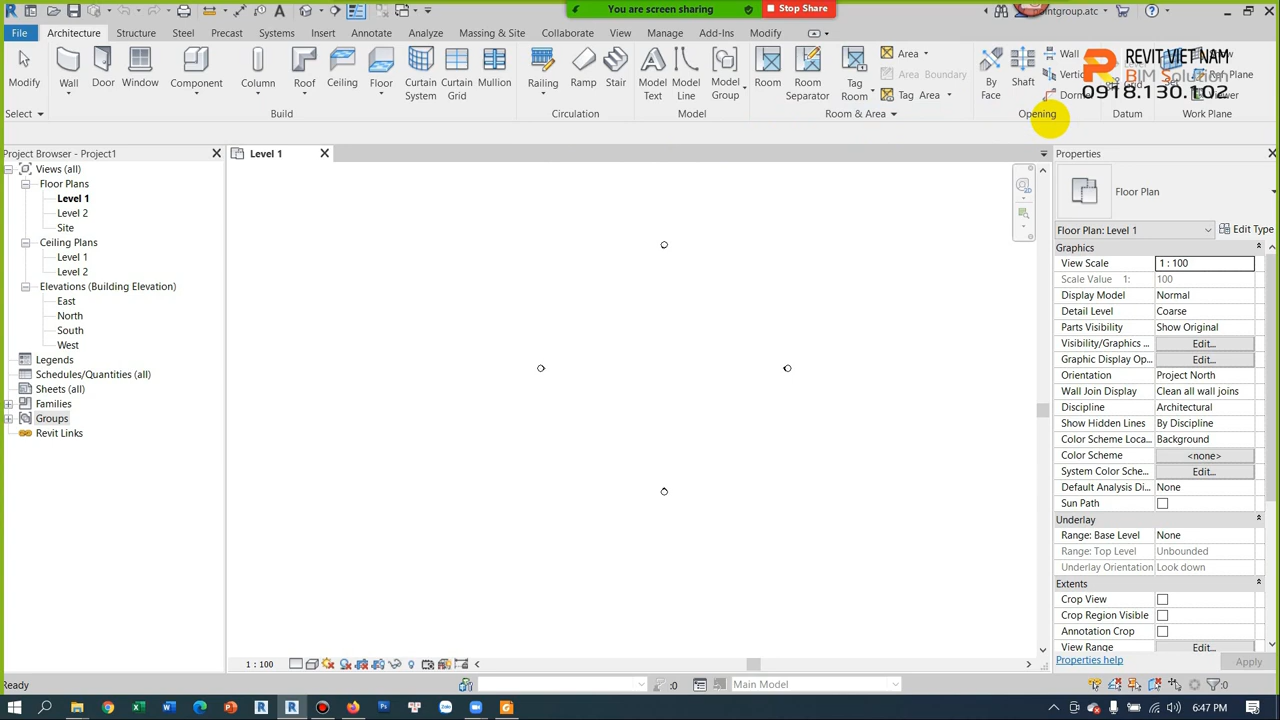 You are screen sharing
Stop Share
ointgroup.atc
File
Architecture
Structure
Steel
Precast
Systems
Insert
Annotate
Analyze
Massing & Site
Collaborate
View
Manage
Add-Ins
Modify
Modify
Wall
Door
Window
Component
Column
Roof
Ceiling
Floor
Curtain
System
Curtain
Grid
Mullion
Railing
Ramp
Stair
Model
Text
Model
Line
Model
Group
Room
Room
Separator
Tag
Room
Area
Area Boundary
Tag Area
By
Face
Shaft
Wall
REVIT VIET NAM
BIM Solution
0918.130.102
Select
Build
Circulation
Model
Room & Area
Opening
Datum
Work Plane
Project Browser - Project1
Level 1
Properties
Views (all)
Floor Plans
Level 1
Level 2
Site
Ceiling Plans
Level 1
Level 2
Elevations (Building Elevation)
East
North
South
West
Legends
Schedules/Quantities (all)
Sheets (all)
Families
Groups
Revit Links
Floor Plan
Floor Plan: Level 1
Edit Type
Graphics
View Scale 1 : 100
Scale Value 1: 100
Display Model Normal
Detail Level Coarse
Parts Visibility Show Original
Visibility/Graphics ... Edit...
Graphic Display Op... Edit...
Orientation Project North
Wall Join Display Clean all wall joins
Discipline Architectural
Show Hidden Lines By Discipline
Color Scheme Loca... Background
Color Scheme <none>
System Color Sche... Edit...
Default Analysis Di... None
Sun Path
Underlay
Range: Base Level None
Range: Top Level Unbounded
Underlay Orientation Look down
Extents
Crop View
Crop Region Visible
Annotation Crop
View Range Edit...
Properties help
Apply
1 : 100
Ready
:0
Main Model
:0
6:47 PM